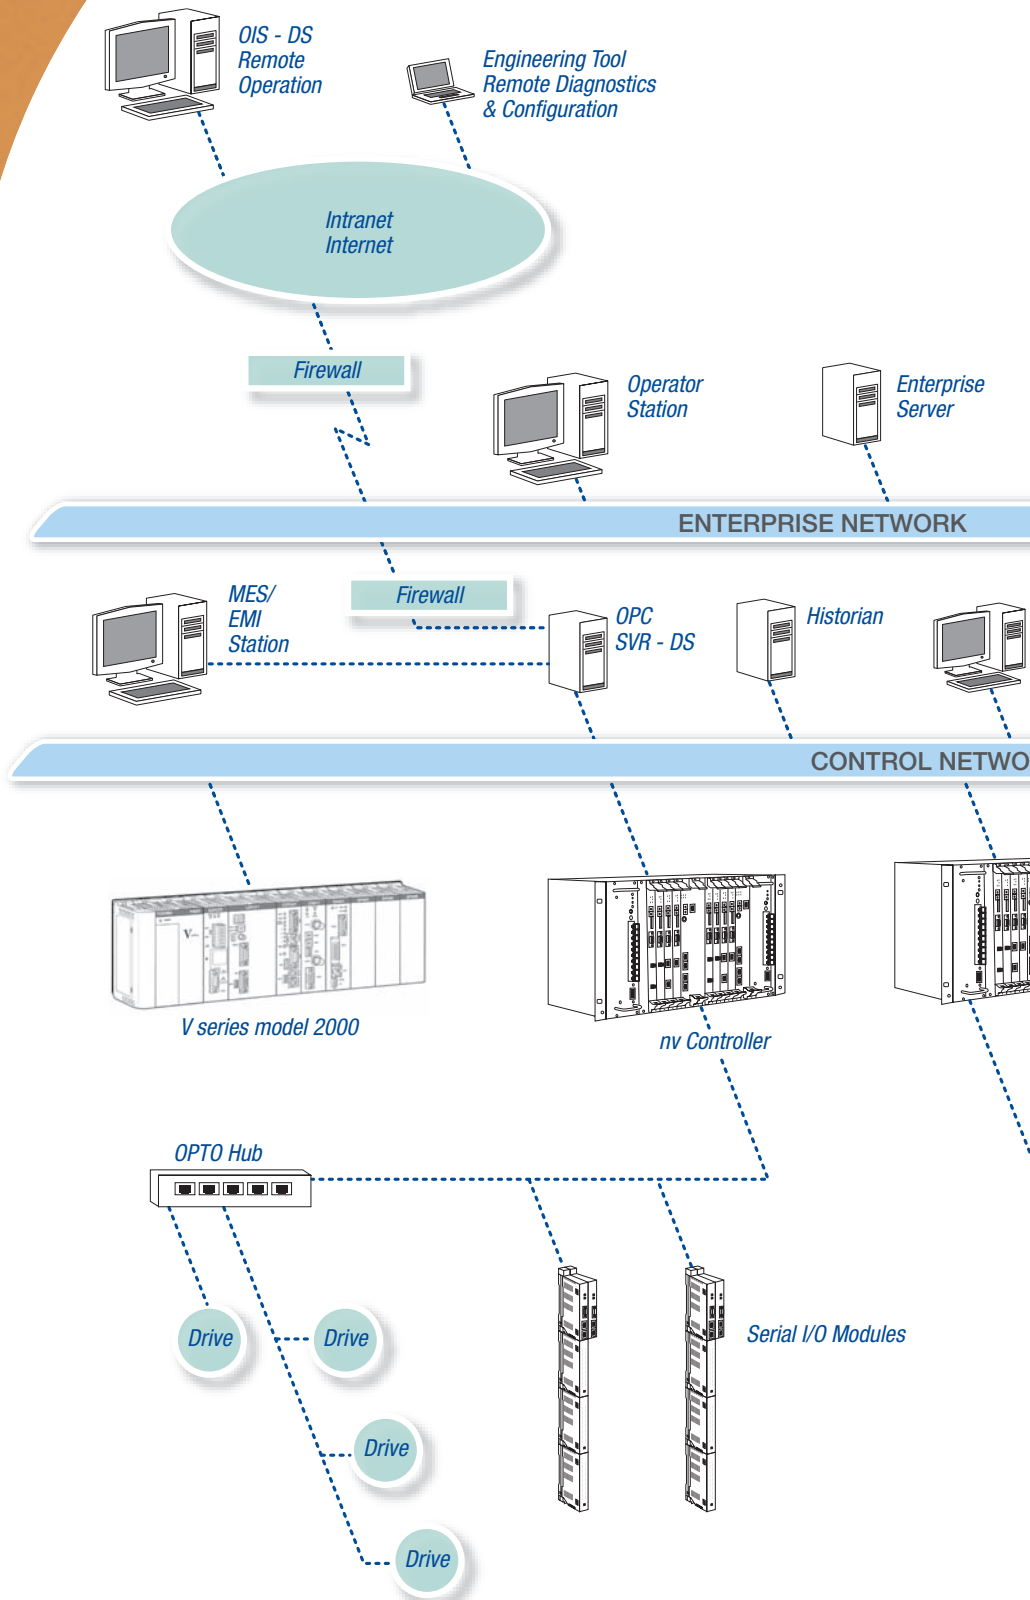 OIS - DS
Remote
Operation
Engineering Tool
Remote Diagnostics
& Configuration
Intranet
Internet
Firewall
Operator
Station
Enterprise
Server
ENTERPRISE NETWORK
MES/
EMI
Station
Firewall
OPC
SVR - DS
Historian
CONTROL NETWO
V
V series model 2000
nv Controller
OPTO Hub
Drive
Drive
Serial I/O Modules
Drive
Drive